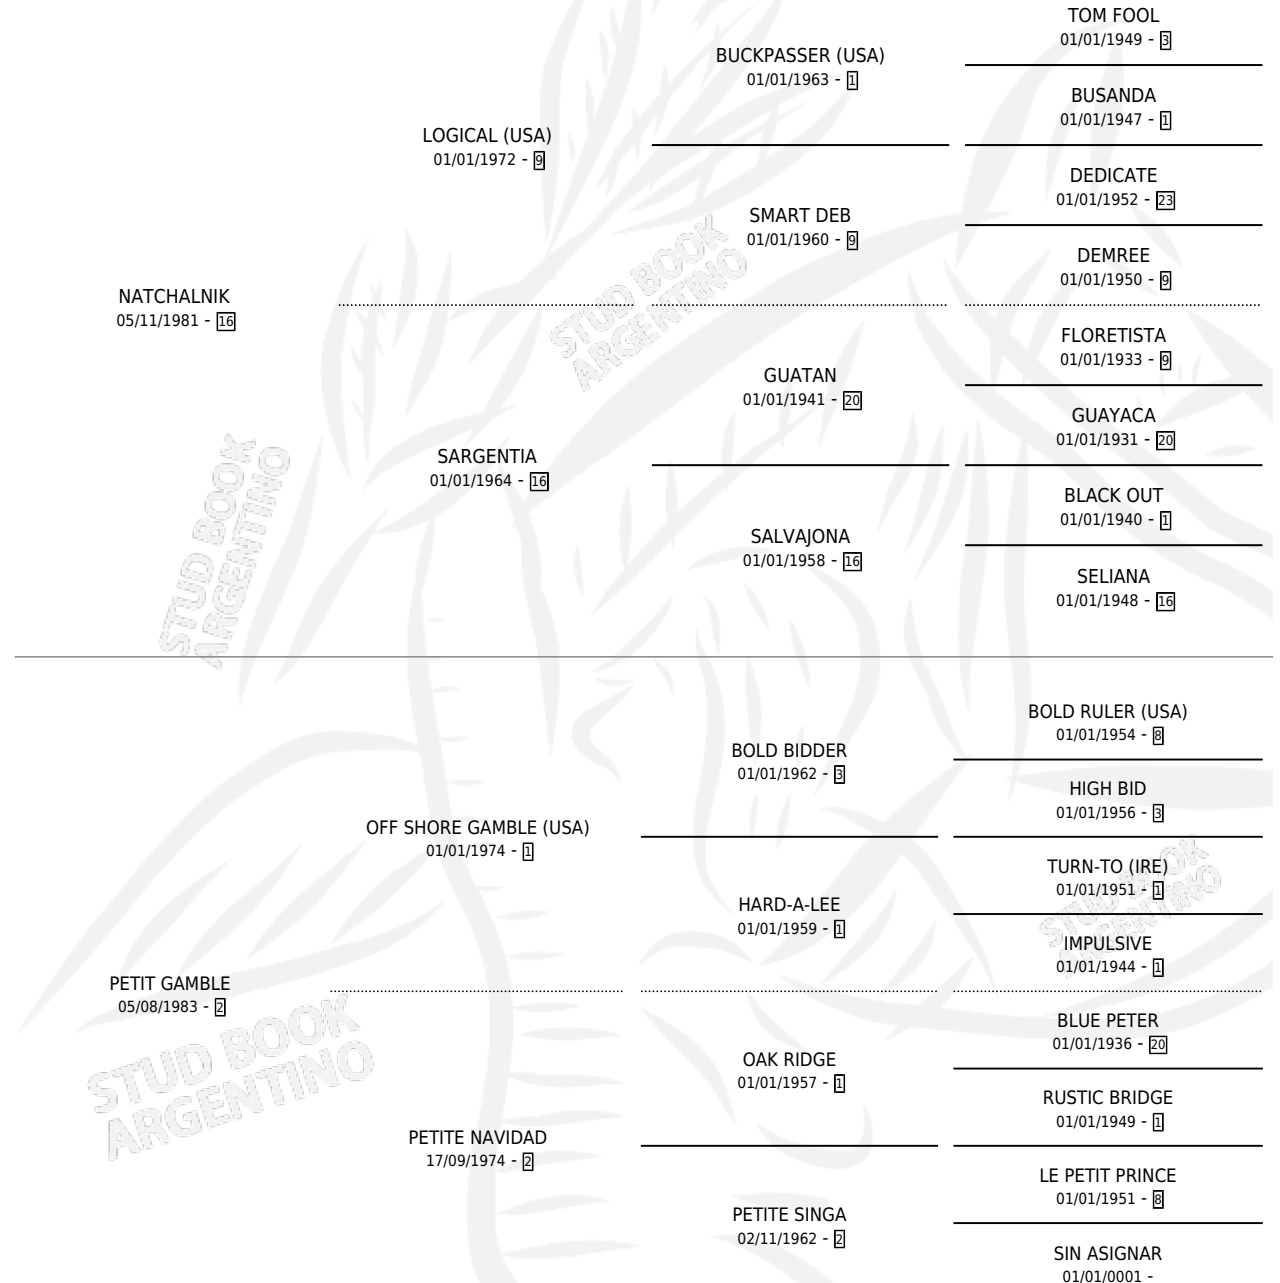 TOM FOOL
01/01/1949 - 3
BUCKPASSER (USA)
01/01/1963 - 1
BUSANDA
01/01/1947 - 1
LOGICAL (USA)
01/01/1972 - 9
DEDICATE
01/01/1952 - 23
SMART DEB
01/01/1960 - 9
DEMREE
01/01/1950 - 9
NATCHALNIK
05/11/1981 - 16
FLORETISTA
01/01/1933 - 9
GUATAN
01/01/1941 - 20
GUAYACA
01/01/1931 - 20
SARGENTIA
01/01/1964 - 16
BLACK OUT
01/01/1940 - 1
SALVAJONA
01/01/1958 - 16
SELIANA
01/01/1948 - 16
BOLD RULER (USA)
01/01/1954 - 8
BOLD BIDDER
01/01/1962 - 3
HIGH BID
01/01/1956 - 3
OFF SHORE GAMBLE (USA)
01/01/1974 - 1
TURN-TO (IRE)
01/01/1951 - 1
HARD-A-LEE
01/01/1959 - 1
IMPULSIVE
01/01/1944 - 1
PETIT GAMBLE
05/08/1983 - 2
BLUE PETER
01/01/1936 - 20
OAK RIDGE
01/01/1957 - 1
RUSTIC BRIDGE
01/01/1949 - 1
PETITE NAVIDAD
17/09/1974 - 2
LE PETIT PRINCE
01/01/1951 - 8
PETITE SINGA
02/11/1962 - 2
SIN ASIGNAR
01/01/0001 -
STUD BOOK
ARGENTINO
STUD BOOK
ARGENTINO
STUD BOOK
ARGENTINO
STUD BOOK
ARGENTINO